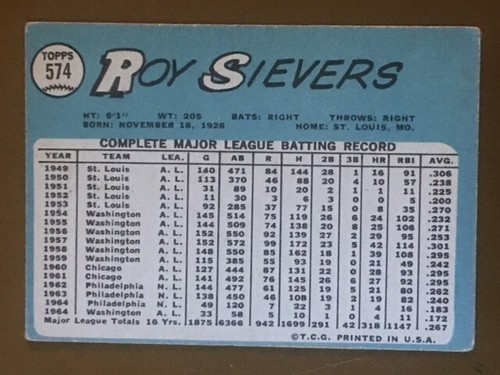 TOPPS
574
ROY SIEVERS
HT: 6'1" WT: 205 BATS: RIGHT THROWS: RIGHT
BORN: NOVEMBER 18, 1926 HOME: ST. LOUIS, MO.
COMPLETE MAJOR LEAGUE BATTING RECORD
YEAR TEAM LEA. G AB R H 2B 3B HR RBI AVG.
1949 St. Louis A. L. 140 471 84 144 28 1 16 91 .306
1950 St. Louis A. L. 113 370 46 88 20 4 10 57 .238
1951 St. Louis A. L. 31 89 10 20 2 1 1 11 .225
1952 St. Louis A. L. 11 30 3 6 3 0 0 5 .200
1953 St. Louis A. L. 92 285 37 77 15 0 8 35 .270
1954 Washington A. L. 145 514 75 119 26 6 24 102 .232
1955 Washington A. L. 144 509 74 138 20 8 25 106 .271
1956 Washington A. L. 152 550 92 139 27 2 29 95 .253
1957 Washington A. L. 152 572 99 172 23 5 42 114 .301
1958 Washington A. L. 148 550 85 162 18 1 39 108 .295
1959 Washington A. L. 115 385 55 93 19 0 21 49 .242
1960 Chicago A. L. 127 444 87 131 22 0 28 93 .295
1961 Chicago A. L. 141 492 76 145 26 6 27 92 .295
1962 Philadelphia N. L. 144 477 61 125 19 5 21 80 .262
1963 Philadelphia N. L. 138 450 46 108 19 2 19 82 .240
1964 Philadelphia N. L. 49 120 7 22 3 1 4 16 .183
1964 Washington A. L. 33 58 5 10 1 0 4 11 .172
Major League Totals 16 Yrs. 1875 6366 942 1699 291 42 318 1147 .267
©T.C.G. PRINTED IN U.S.A.